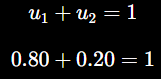 u₁ + u₂ = 1
0.80 + 0.20 = 1